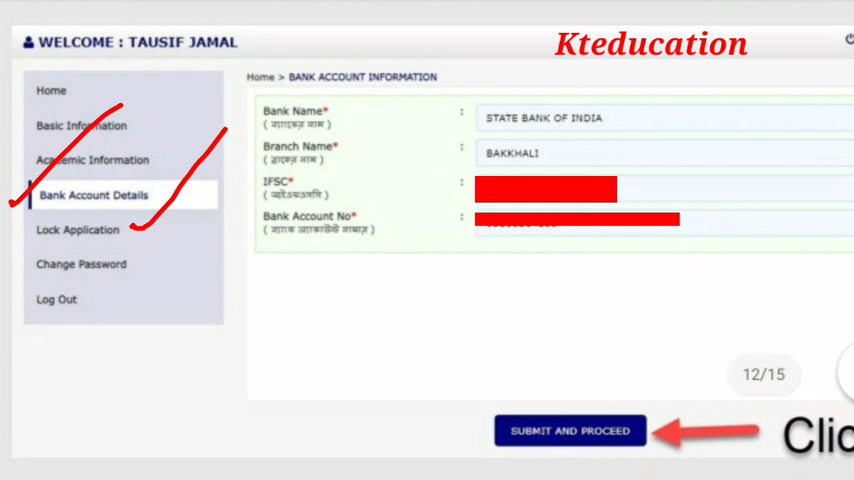 WELCOME : TAUSIF JAMAL
Kteducation
Home
Basic Information
Academic Information
Bank Account Details
Lock Application
Change Password
Log Out
Home > BANK ACCOUNT INFORMATION
Bank Name* : STATE BANK OF INDIA
( ব্যাংকের নাম )
Branch Name* : BAKKHALI
( ব্রাঞ্চের নাম )
IFSC* :
( আইএফএসসি )
Bank Account No* :
( ব্যাংক অ্যাকাউন্ট নাম্বার )
12/15
SUBMIT AND PROCEED
Clic